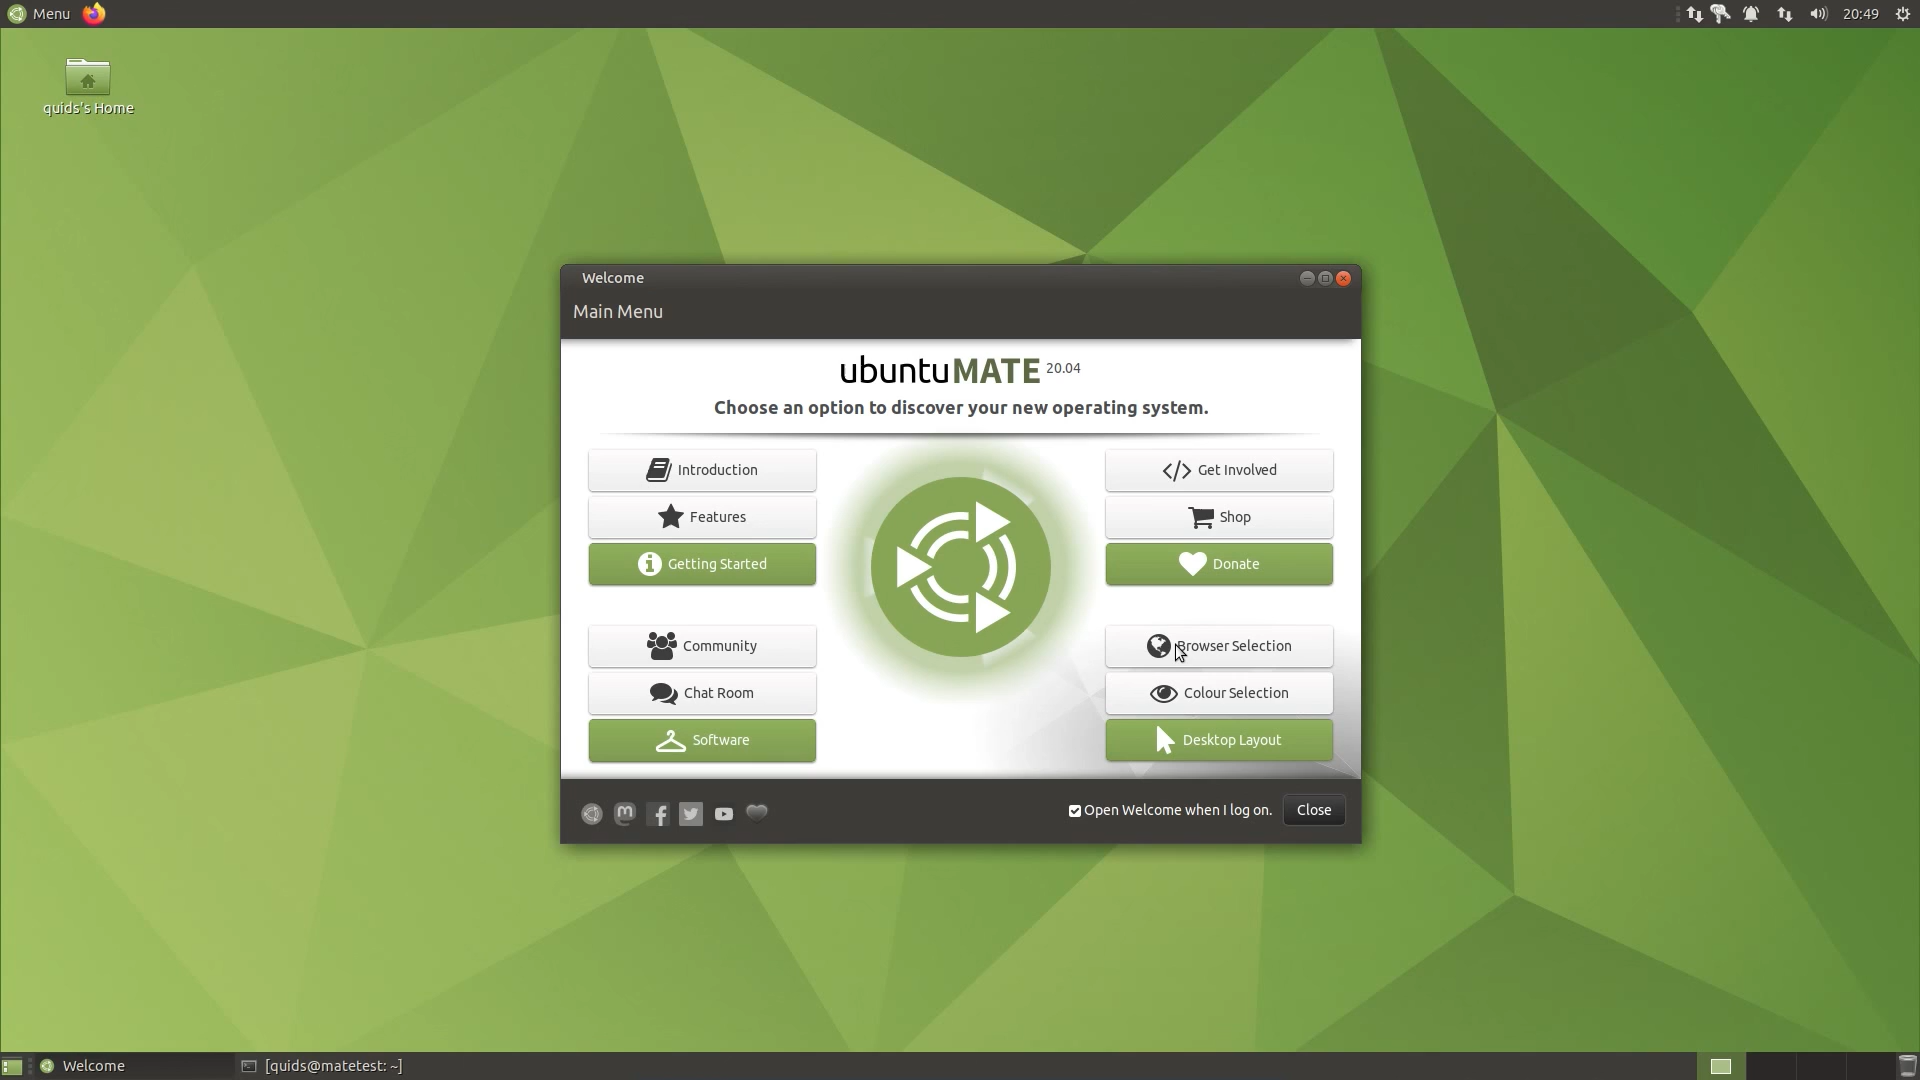 Menu
20:49
quids's Home
Welcome
Main Menu
ubuntu MATE 20.04
Choose an option to discover your new operating system.
Introduction
Get Involved
Features
Shop
Getting Started
Donate
Community
Browser Selection
Chat Room
Colour Selection
Software
Desktop Layout
Open Welcome when I log on.
Close
Welcome
[quids@matetest: ~]